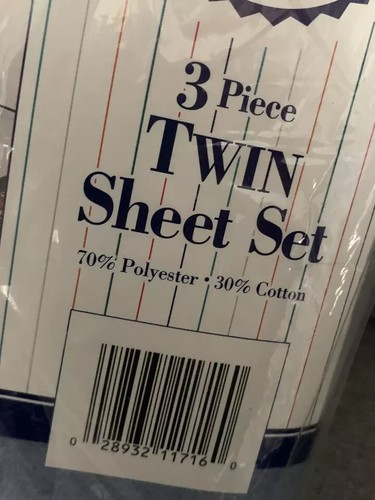 3 Piece
TWIN
Sheet Set
70% Polyester • 30% Cotton
0 28932 11716 0